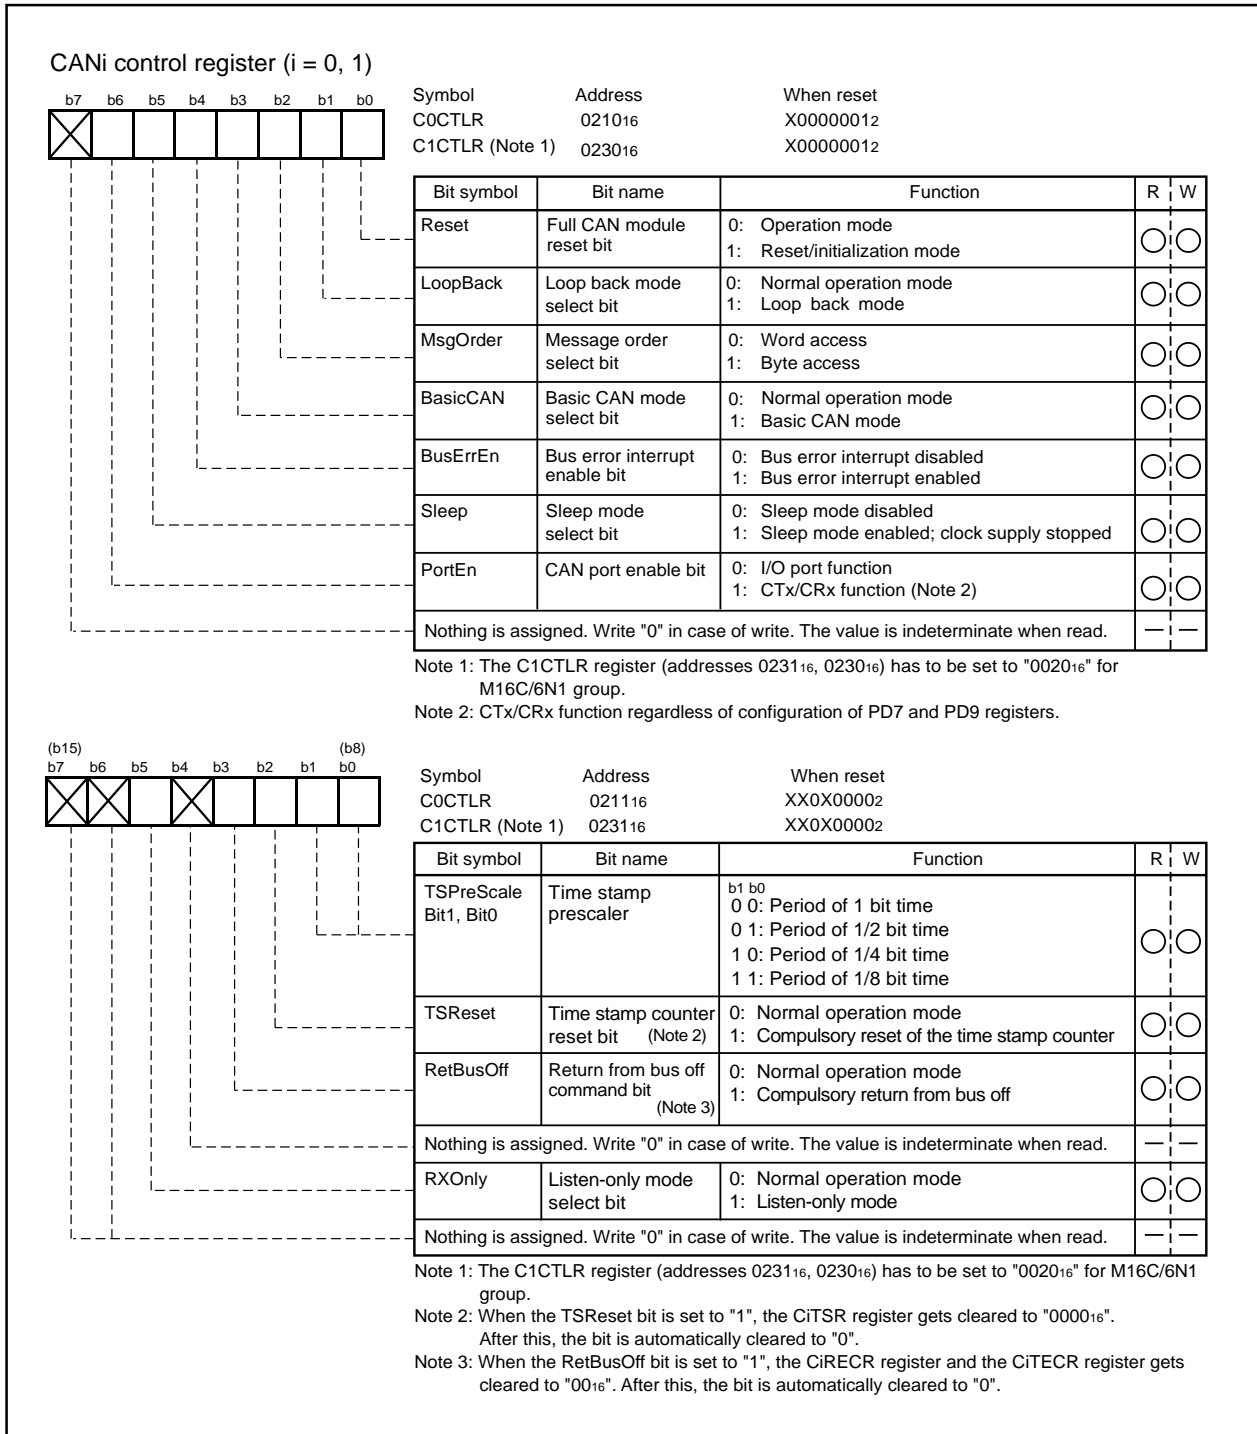 CANi control register (i = 0, 1)
b7 b6 b5 b4 b3 b2 b1 b0
Symbol Address When reset
C0CTLR 021016 X00000012
C1CTLR (Note 1) 023016 X00000012
Bit symbol Bit name Function R W
Reset Full CAN module reset bit 0: Operation mode
1: Reset/initialization mode
LoopBack Loop back mode select bit 0: Normal operation mode
1: Loop back mode
MsgOrder Message order select bit 0: Word access
1: Byte access
BasicCAN Basic CAN mode select bit 0: Normal operation mode
1: Basic CAN mode
BusErrEn Bus error interrupt enable bit 0: Bus error interrupt disabled
1: Bus error interrupt enabled
Sleep Sleep mode select bit 0: Sleep mode disabled
1: Sleep mode enabled; clock supply stopped
PortEn CAN port enable bit 0: I/O port function
1: CTx/CRx function (Note 2)
Nothing is assigned. Write "0" in case of write. The value is indeterminate when read. — —
Note 1: The C1CTLR register (addresses 023116, 023016) has to be set to "002016" for
M16C/6N1 group.
Note 2: CTx/CRx function regardless of configuration of PD7 and PD9 registers.
(b15) (b8)
b7 b6 b5 b4 b3 b2 b1 b0
Symbol Address When reset
C0CTLR 021116 XX0X00002
C1CTLR (Note 1) 023116 XX0X00002
Bit symbol Bit name Function R W
TSPreScale Bit1, Bit0 Time stamp prescaler b1 b0
0 0: Period of 1 bit time
0 1: Period of 1/2 bit time
1 0: Period of 1/4 bit time
1 1: Period of 1/8 bit time
TSReset Time stamp counter reset bit (Note 2) 0: Normal operation mode
1: Compulsory reset of the time stamp counter
RetBusOff Return from bus off command bit (Note 3) 0: Normal operation mode
1: Compulsory return from bus off
Nothing is assigned. Write "0" in case of write. The value is indeterminate when read. — —
RXOnly Listen-only mode select bit 0: Normal operation mode
1: Listen-only mode
Nothing is assigned. Write "0" in case of write. The value is indeterminate when read. — —
Note 1: The C1CTLR register (addresses 023116, 023016) has to be set to "002016" for M16C/6N1
group.
Note 2: When the TSReset bit is set to "1", the CiTSR register gets cleared to "000016".
After this, the bit is automatically cleared to "0".
Note 3: When the RetBusOff bit is set to "1", the CiRECR register and the CiTECR register gets
cleared to "0016". After this, the bit is automatically cleared to "0".